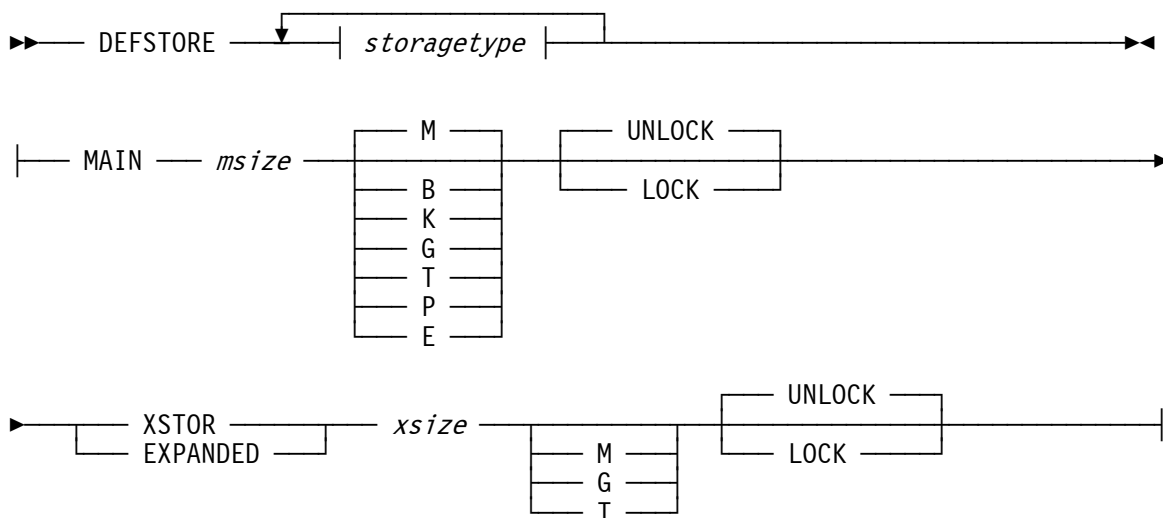 DEFSTORE storagetype
M UNLOCK
MAIN msize
B LOCK
K
G
T
P
E
UNLOCK
XSTOR xsize
EXPANDED M LOCK
G
T